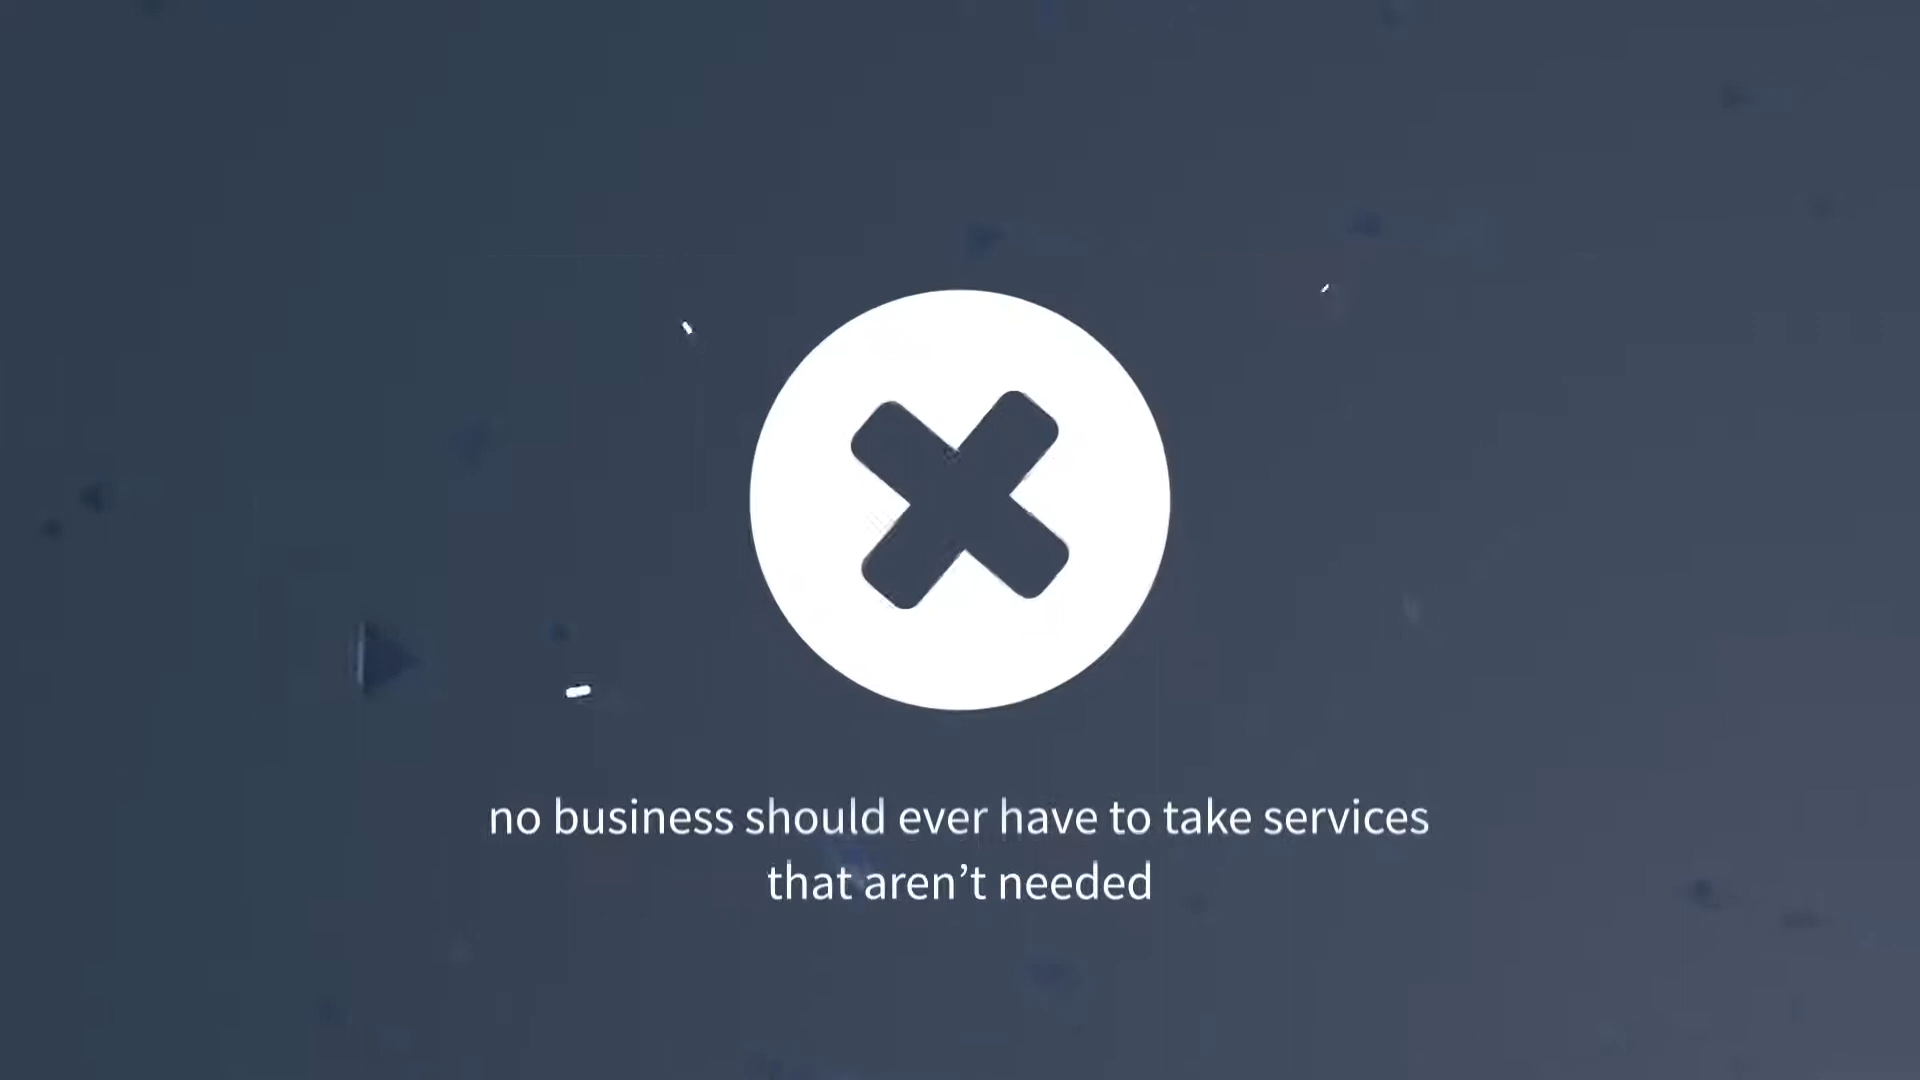 no business should ever have to take services
that aren’t needed